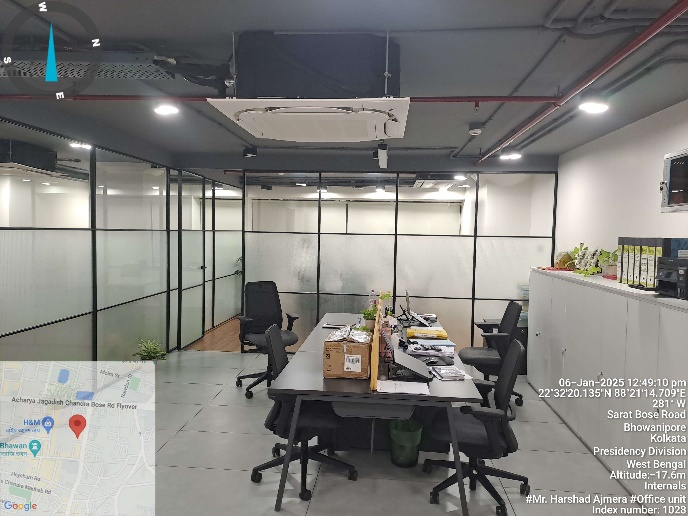 W
N
S
E
Acharya Jagadish Chandra Bose Rd Flyover
H&M
Bhawan
Google
06-Jan-2025 12:49:10 pm
22°32'20.135"N 88°21'14.709"E
281° W
Sarat Bose Road
Bhowanipore
Kolkata
Presidency Division
West Bengal
Altitude:-17.6m
Internals
#Mr. Harshad Ajmera #Office unit
Index number: 1028